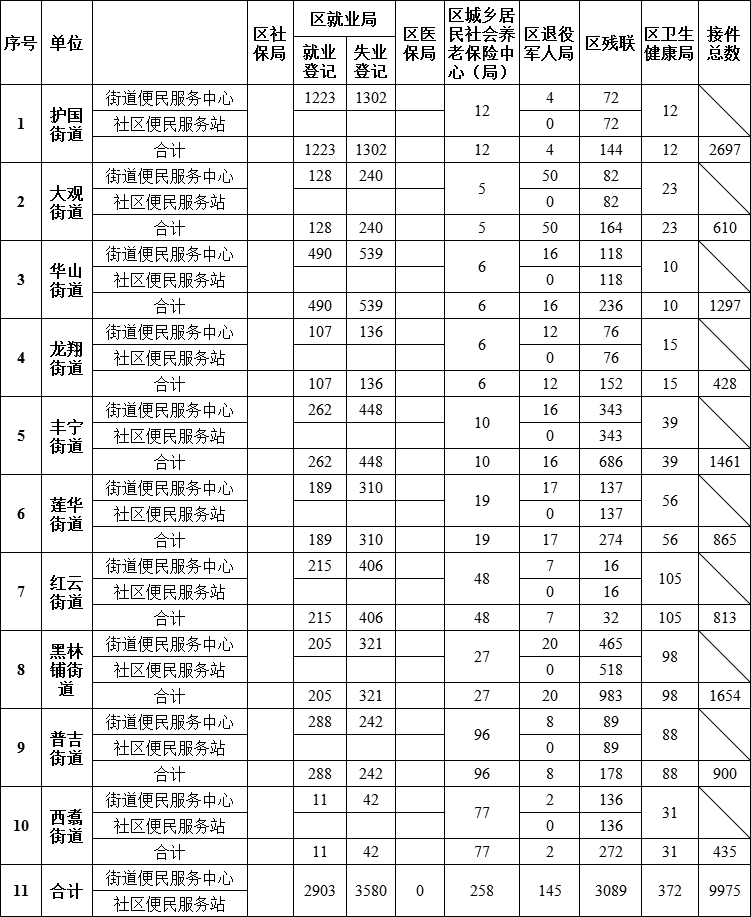 序号 单位 区社保局 区就业局 区医保局 区城乡居民社会养老保险中心（局） 区退役军人局 区残联 区卫生健康局 接件总数
就业登记 失业登记
1 护国街道 街道便民服务中心 1223 1302 12 4 72 12
社区便民服务站 0 72
合计 1223 1302 12 4 144 12 2697
2 大观街道 街道便民服务中心 128 240 5 50 82 23
社区便民服务站 0 82
合计 128 240 5 50 164 23 610
3 华山街道 街道便民服务中心 490 539 6 16 118 10
社区便民服务站 0 118
合计 490 539 6 16 236 10 1297
4 龙翔街道 街道便民服务中心 107 136 6 12 76 15
社区便民服务站 0 76
合计 107 136 6 12 152 15 428
5 丰宁街道 街道便民服务中心 262 448 10 16 343 39
社区便民服务站 0 343
合计 262 448 10 16 686 39 1461
6 莲华街道 街道便民服务中心 189 310 19 17 137 56
社区便民服务站 0 137
合计 189 310 19 17 274 56 865
7 红云街道 街道便民服务中心 215 406 48 7 16 105
社区便民服务站 0 16
合计 215 406 48 7 32 105 813
8 黑林铺街道 街道便民服务中心 205 321 27 20 465 98
社区便民服务站 0 518
合计 205 321 27 20 983 98 1654
9 普吉街道 街道便民服务中心 288 242 96 8 89 88
社区便民服务站 0 89
合计 288 242 96 8 178 88 900
10 西翥街道 街道便民服务中心 11 42 77 2 136 31
社区便民服务站 0 136
合计 11 42 77 2 272 31 435
11 合计 街道便民服务中心 2903 3580 0 258 145 3089 372 9975
社区便民服务站